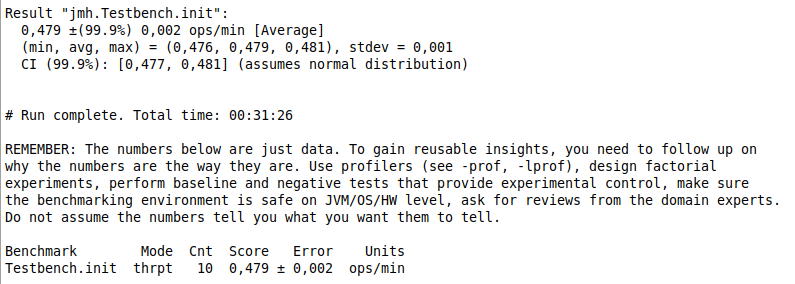 Result "jmh.Testbench.init":
  0,479 ±(99.9%) 0,002 ops/min [Average]
  (min, avg, max) = (0,476, 0,479, 0,481), stdev = 0,001
  CI (99.9%): [0,477, 0,481] (assumes normal distribution)
# Run complete. Total time: 00:31:26
REMEMBER: The numbers below are just data. To gain reusable insights, you need to follow up on
why the numbers are the way they are. Use profilers (see -prof, -lprof), design factorial
experiments, perform baseline and negative tests that provide experimental control, make sure
the benchmarking environment is safe on JVM/OS/HW level, ask for reviews from the domain experts.
Do not assume the numbers tell you what you want them to tell.
Benchmark        Mode  Cnt  Score   Error    Units
Testbench.init  thrpt   10  0,479 ± 0,002  ops/min